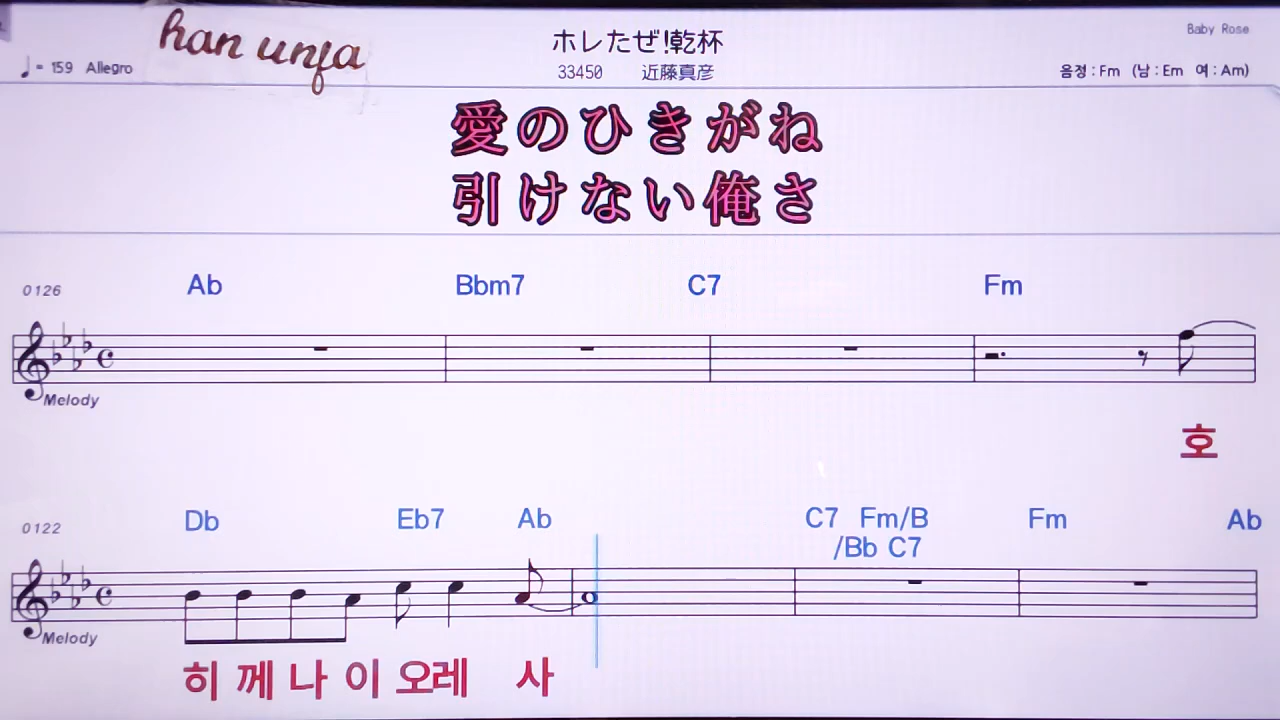 han unfa
ホレたぜ!乾杯
Baby Rose
♩= 159 Allegro
33450 近藤真彦
음정 : Fm (남 : Em 여 : Am)
愛のひきがね
引けない俺さ
0126
Ab Bbm7 C7 Fm
Melody
호
0122
Db Eb7 Ab C7 Fm/B Fm Ab
/Bb C7
Melody
히 께 나 이 오레 사